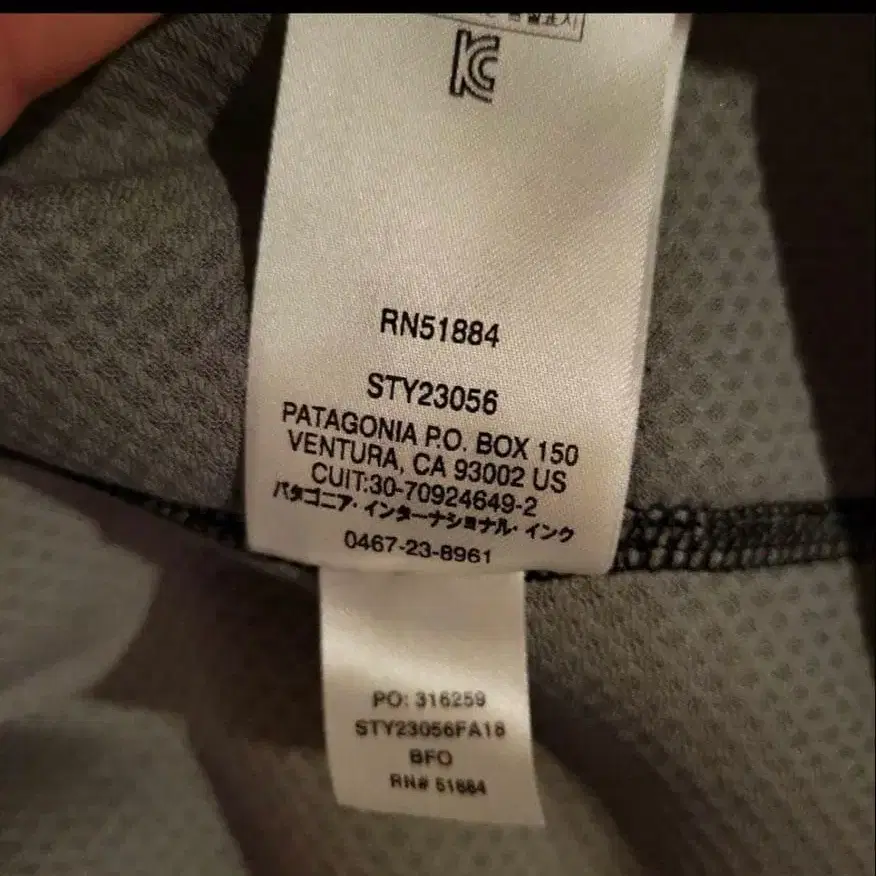 KC
RN51884
STY23056
PATAGONIA P.O. BOX 150
VENTURA, CA 93002 US
CUIT:30-70924649-2
パタゴニア・インターナショナル・インク
0467-23-8961
PO: 316259
STY23056FA18
BFO
RN# 51884